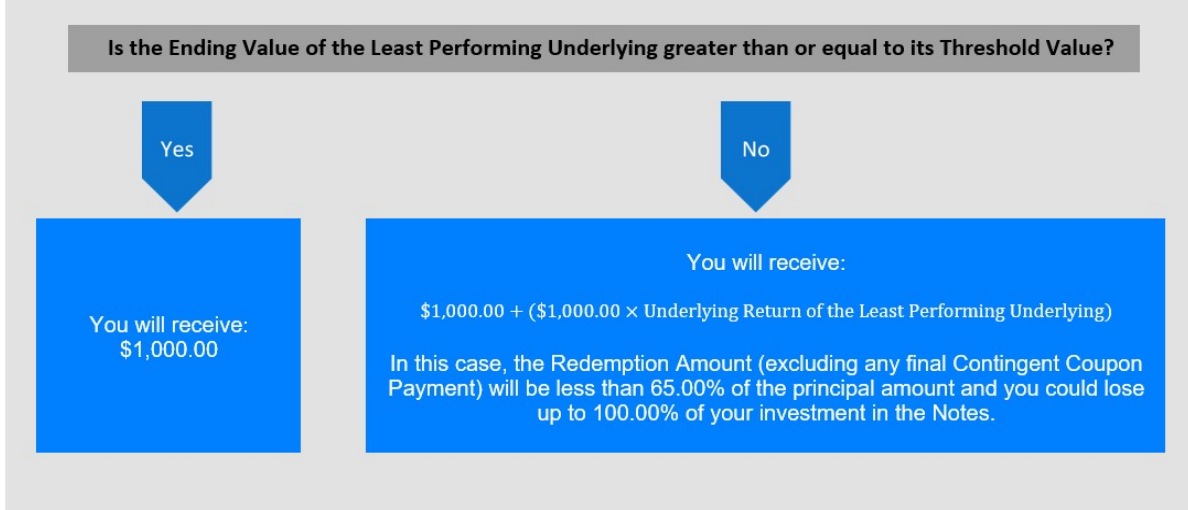 Is the Ending Value of the Least Performing Underlying greater than or equal to its Threshold Value?
Yes
No
You will receive:
$1,000.00
You will receive:
$1,000.00 + ($1,000.00 × Underlying Return of the Least Performing Underlying)
In this case, the Redemption Amount (excluding any final Contingent Coupon
Payment) will be less than 65.00% of the principal amount and you could lose
up to 100.00% of your investment in the Notes.